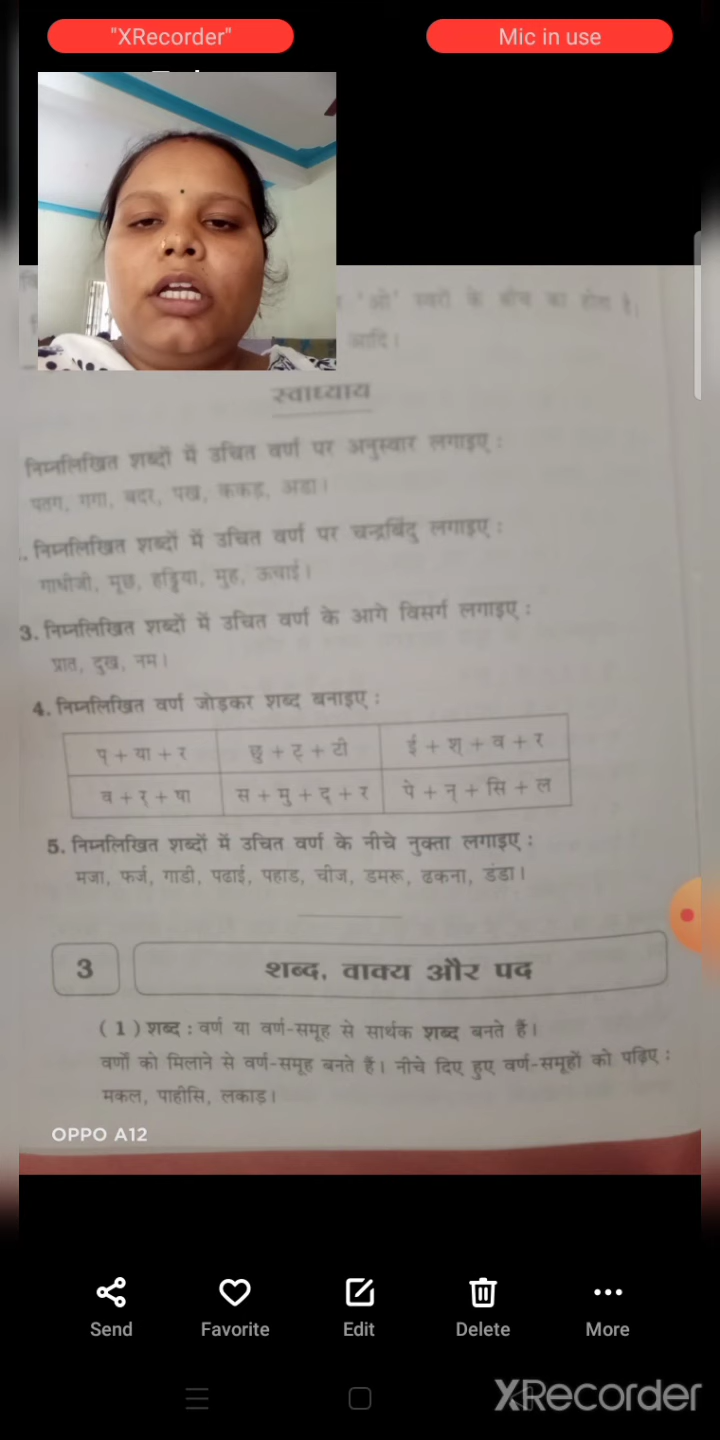 "XRecorder"
Mic in use
'ओ' स्वरों के बीच का होता है।
आदि।
स्वाध्याय
निम्नलिखित शब्दों में उचित वर्ण पर अनुस्वार लगाइए :
पतग, गगा, बदर, पख, ककड़, अडा।
. निम्नलिखित शब्दों में उचित वर्ण पर चन्द्रबिंदु लगाइए :
गाधीजी, मूछ, हड्डिया, मुह, ऊचाई।
3. निम्नलिखित शब्दों में उचित वर्ण के आगे विसर्ग लगाइए :
प्रात, दुख, नम।
4. निम्नलिखित वर्ण जोड़कर शब्द बनाइए :
प् + या + र छु + ट् + टी ई + श् + व + र
व + र् + षा स + मु + द् + र पे + न् + सि + ल
5. निम्नलिखित शब्दों में उचित वर्ण के नीचे नुक्ता लगाइए :
मजा, फर्ज, गाडी, पढाई, पहाड, चीज, डमरू, ढकना, डंडा।
3 शब्द, वाक्य और पद
( 1 ) शब्द : वर्ण या वर्ण-समूह से सार्थक शब्द बनते हैं।
वर्णों को मिलाने से वर्ण-समूह बनते हैं। नीचे दिए हुए वर्ण-समूहों को पढ़िए :
मकल, पाहीसि, लकाड़।
OPPO A12
Send Favorite Edit Delete More
XRecorder